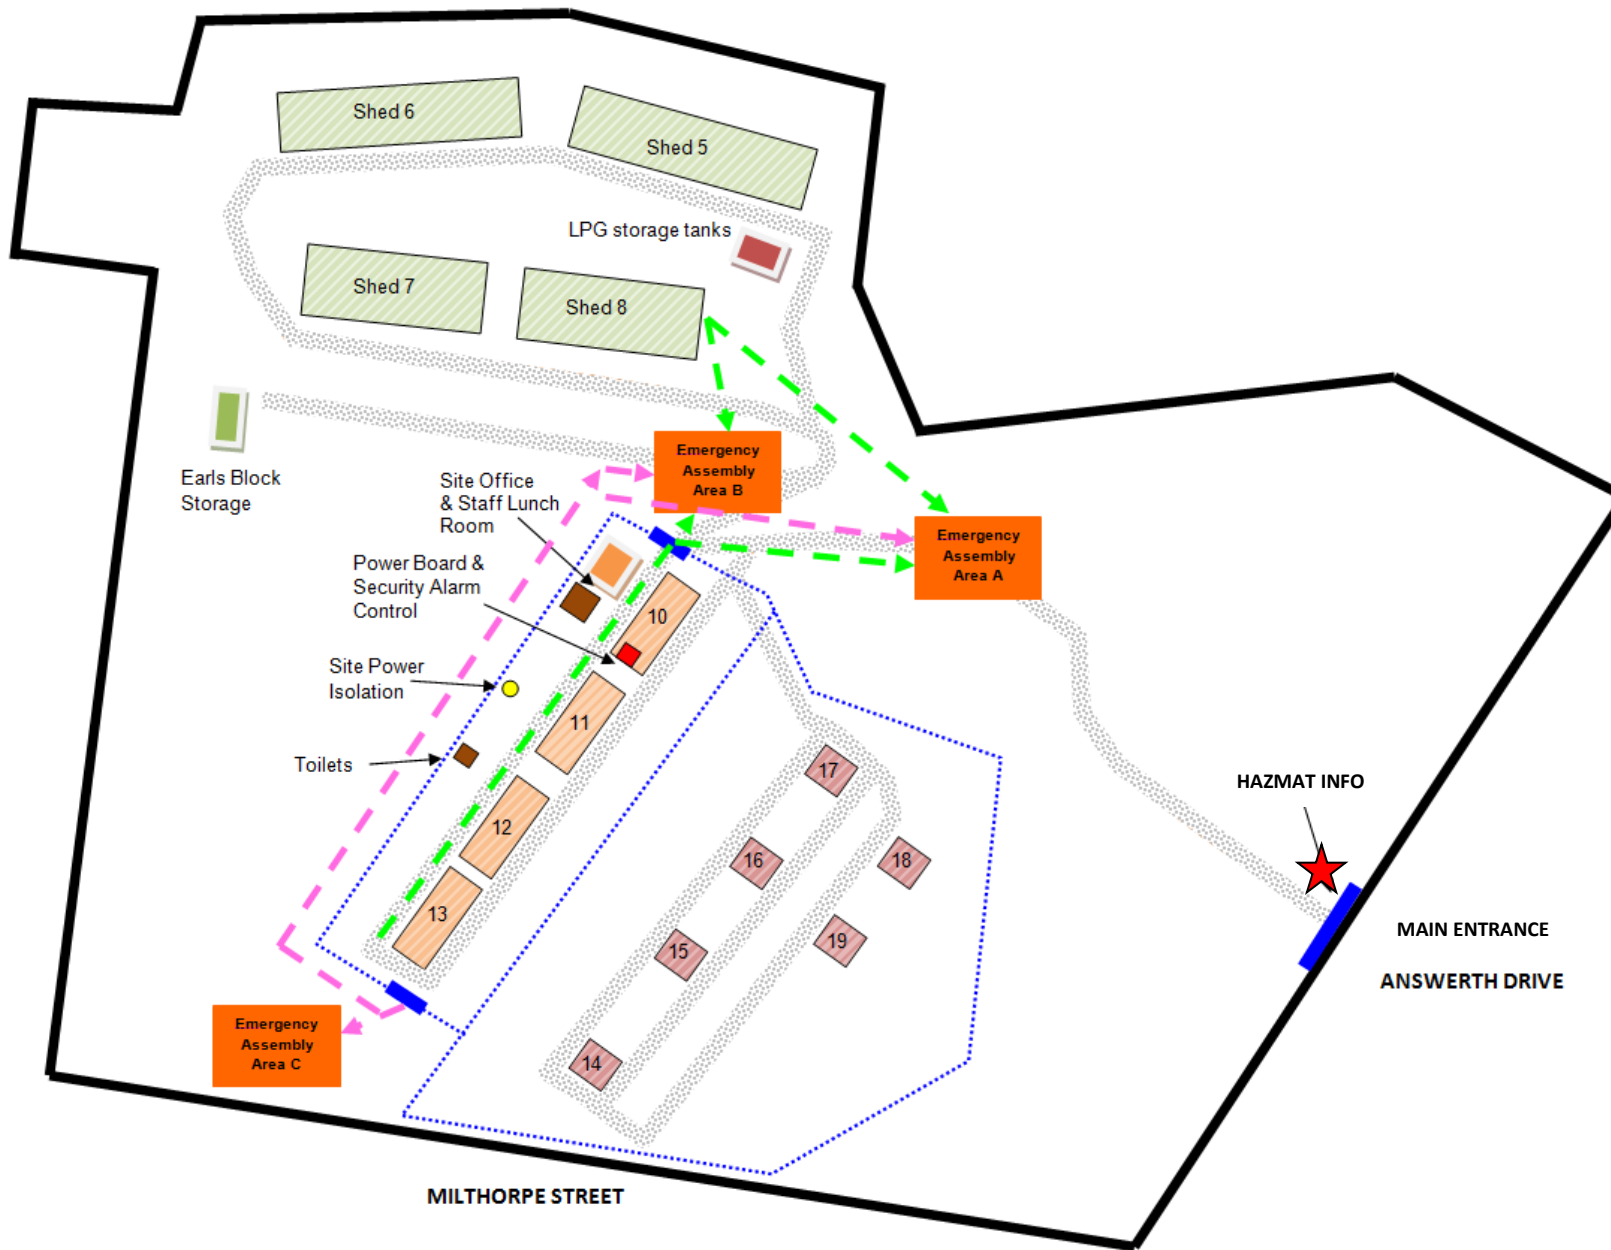 Shed 6
Shed 5
LPG storage tanks
Shed 7
Shed 8
Earls Block
Storage
Site Office
& Staff Lunch
Room
Emergency
Assembly
Area B
Power Board &
Security Alarm
Control
Emergency
Assembly
Area A
10
Site Power
Isolation
11
Toilets
17
HAZMAT INFO
12
16
18
13
15
19
MAIN ENTRANCE
ANSWERTH DRIVE
Emergency
Assembly
Area C
14
MILTHORPE STREET